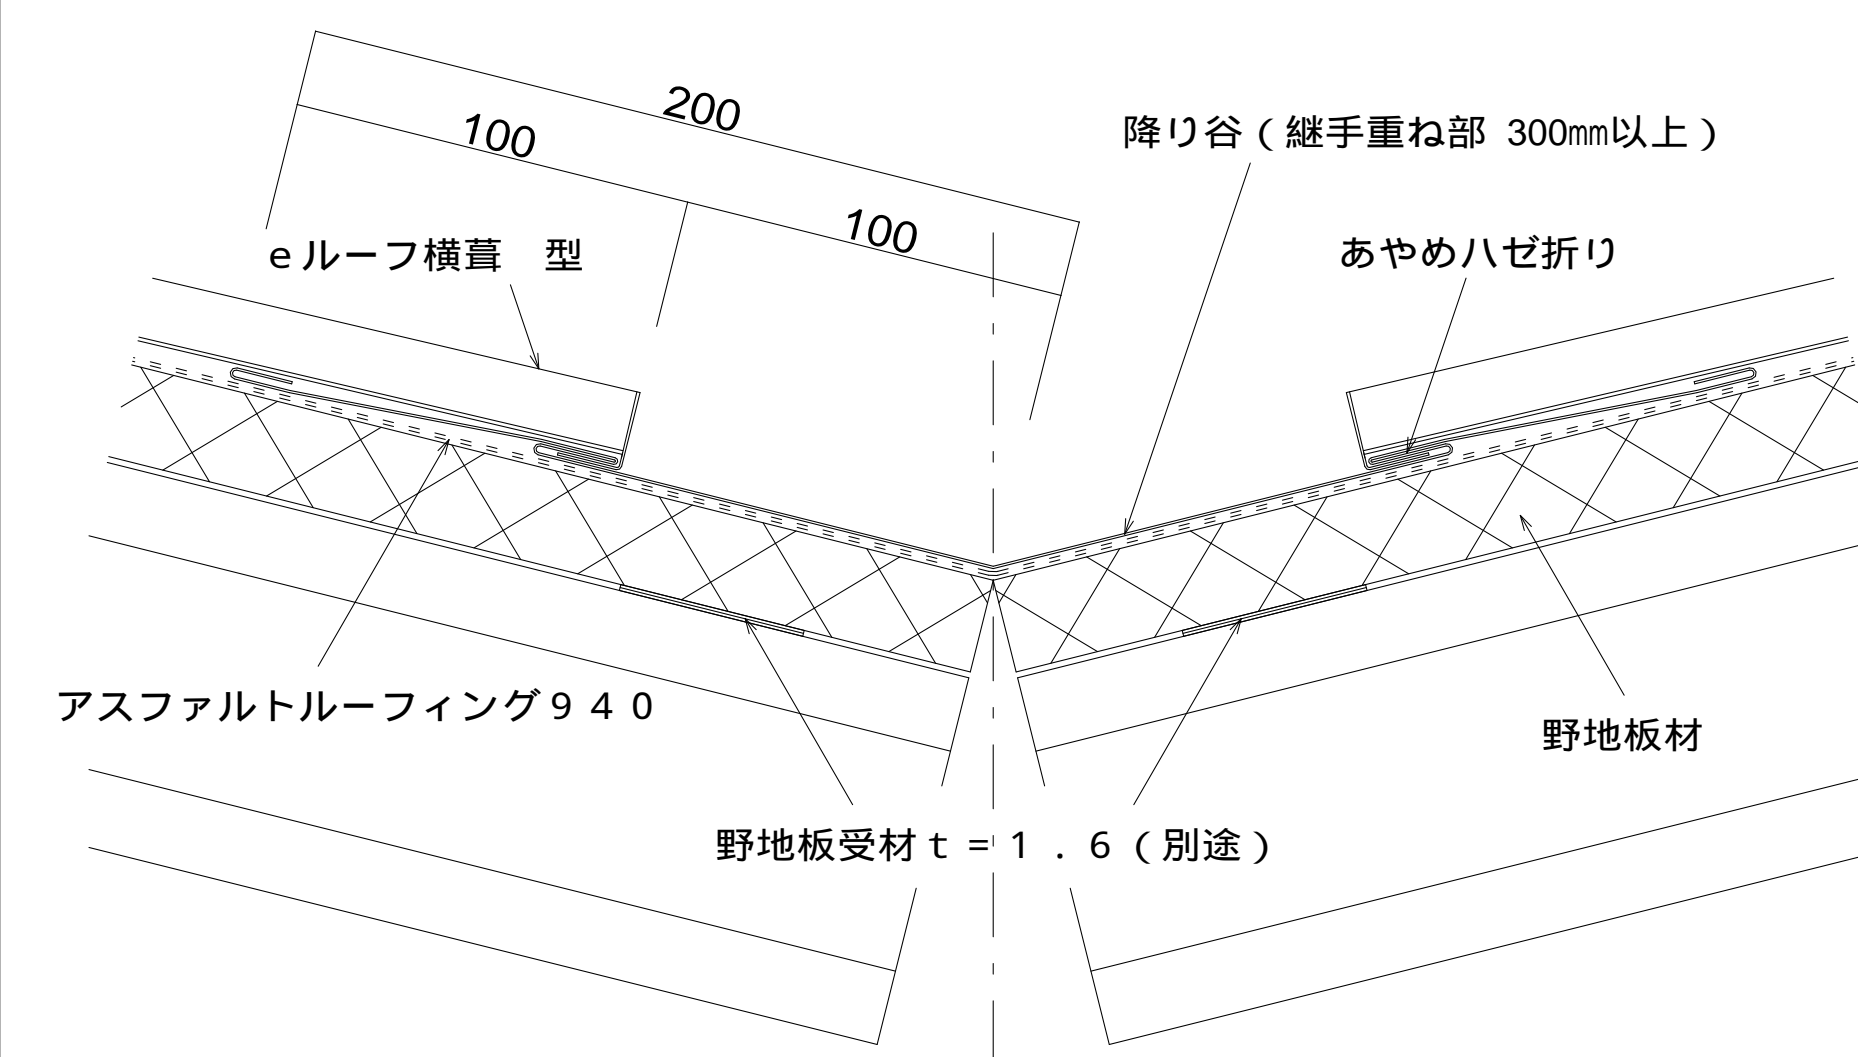 200
100
降り谷（継手重ね部 300㎜以上）
100
eルーフ横葺　型
あやめハゼ折り
アスファルトルーフィング９４０
野地板材
野地板受材ｔ＝１．６（別途）